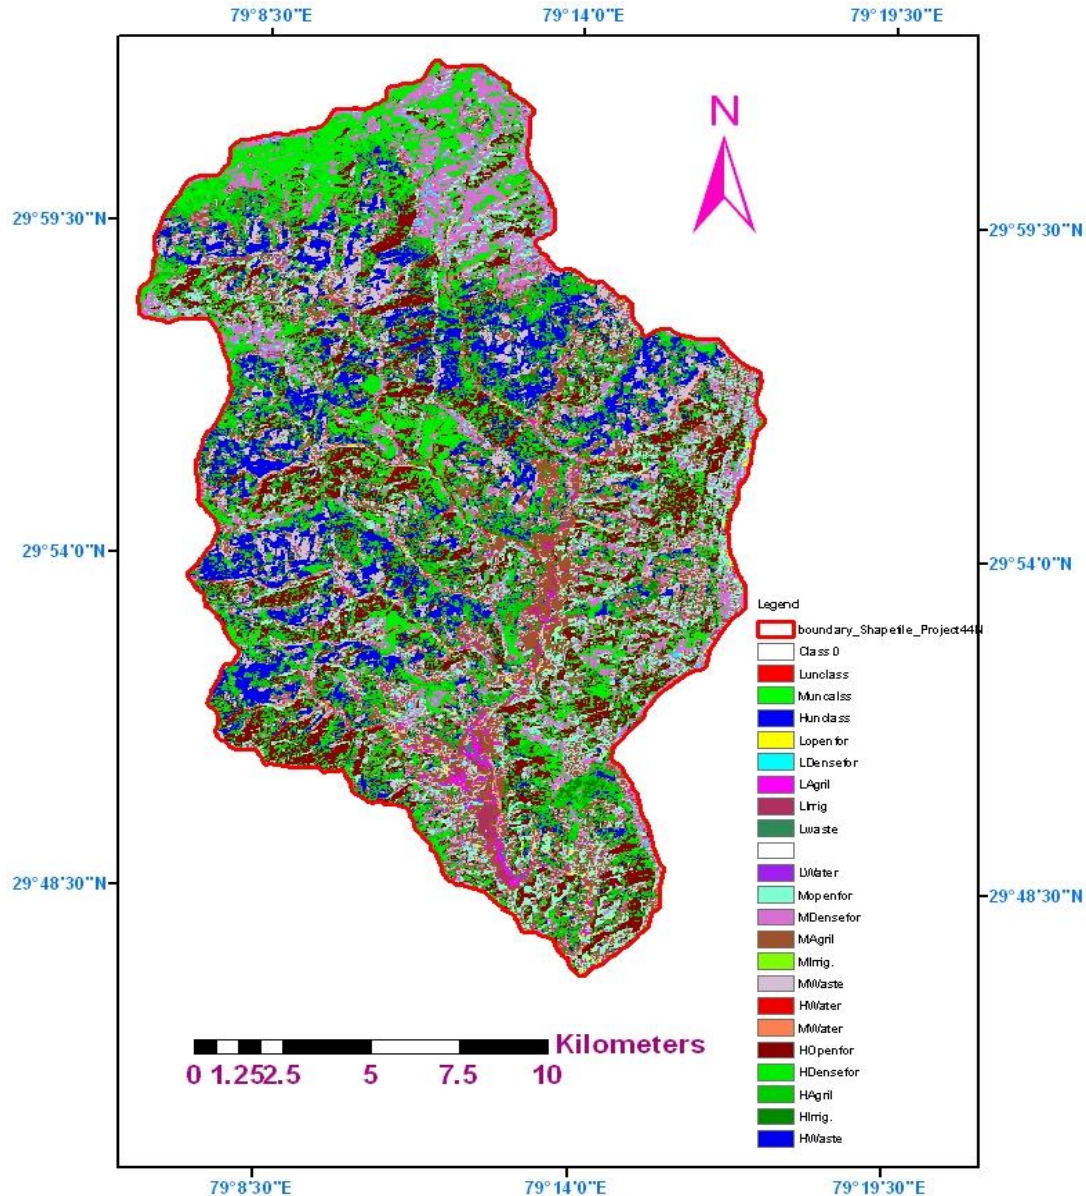 79°8'30"E 79°14'0"E 79°19'30"E
N
29°59'30"N 29°59'30"N
29°54'0"N 29°54'0"N
Legend
boundary_Shapefile_Project44N
Class 0
Lunclass
Muncalss
Hunclass
Lopenfor
LDensefor
LAgril
LIrrig
Lwaste
LWater
29°48'30"N 29°48'30"N
Mopenfor
MDensefor
MAgril
MIrrig.
MWaste
HWater
MWater
HOpenfor
HDensefor
HAgril
HIrrig.
HWaste
Kilometers
0 1.25 2.5 5 7.5 10
79°8'30"E 79°14'0"E 79°19'30"E